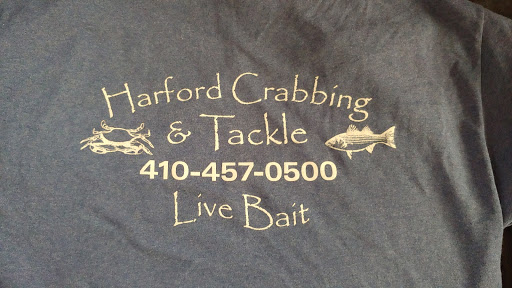 Harford Crabbing
& Tackle
410-457-0500
Live Bait